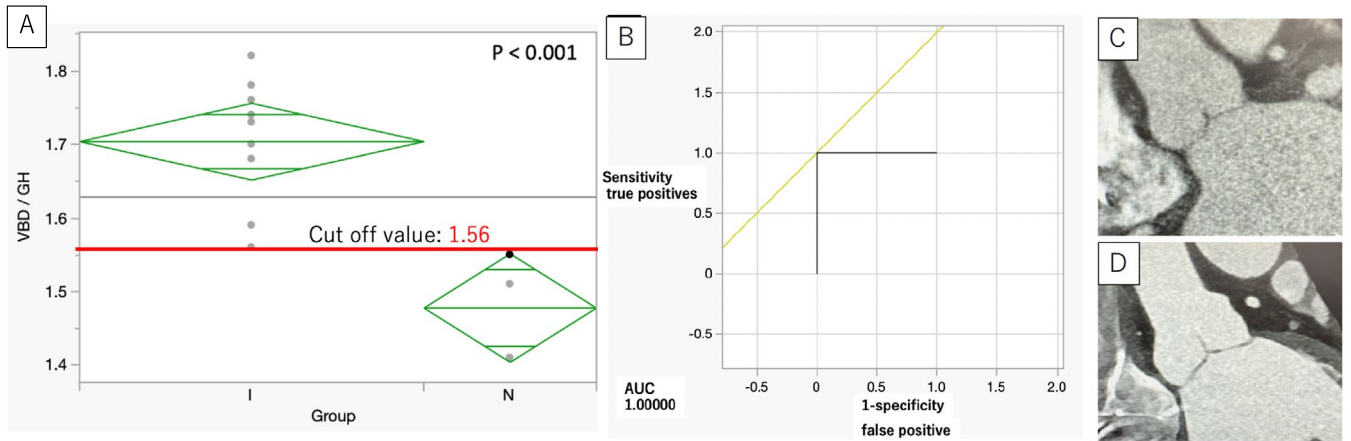 A
P < 0.001
1.8
1.7
1.6
1.5
1.4
VBD / GH
Cut off value: 1.56
I
N
Group
B
2.0
1.5
1.0
0.5
0
-0.5
Sensitivity
true positives
-0.5
0
0.5
1.0
1.5
2.0
AUC
1.00000
1-specificity
false positive
C
D